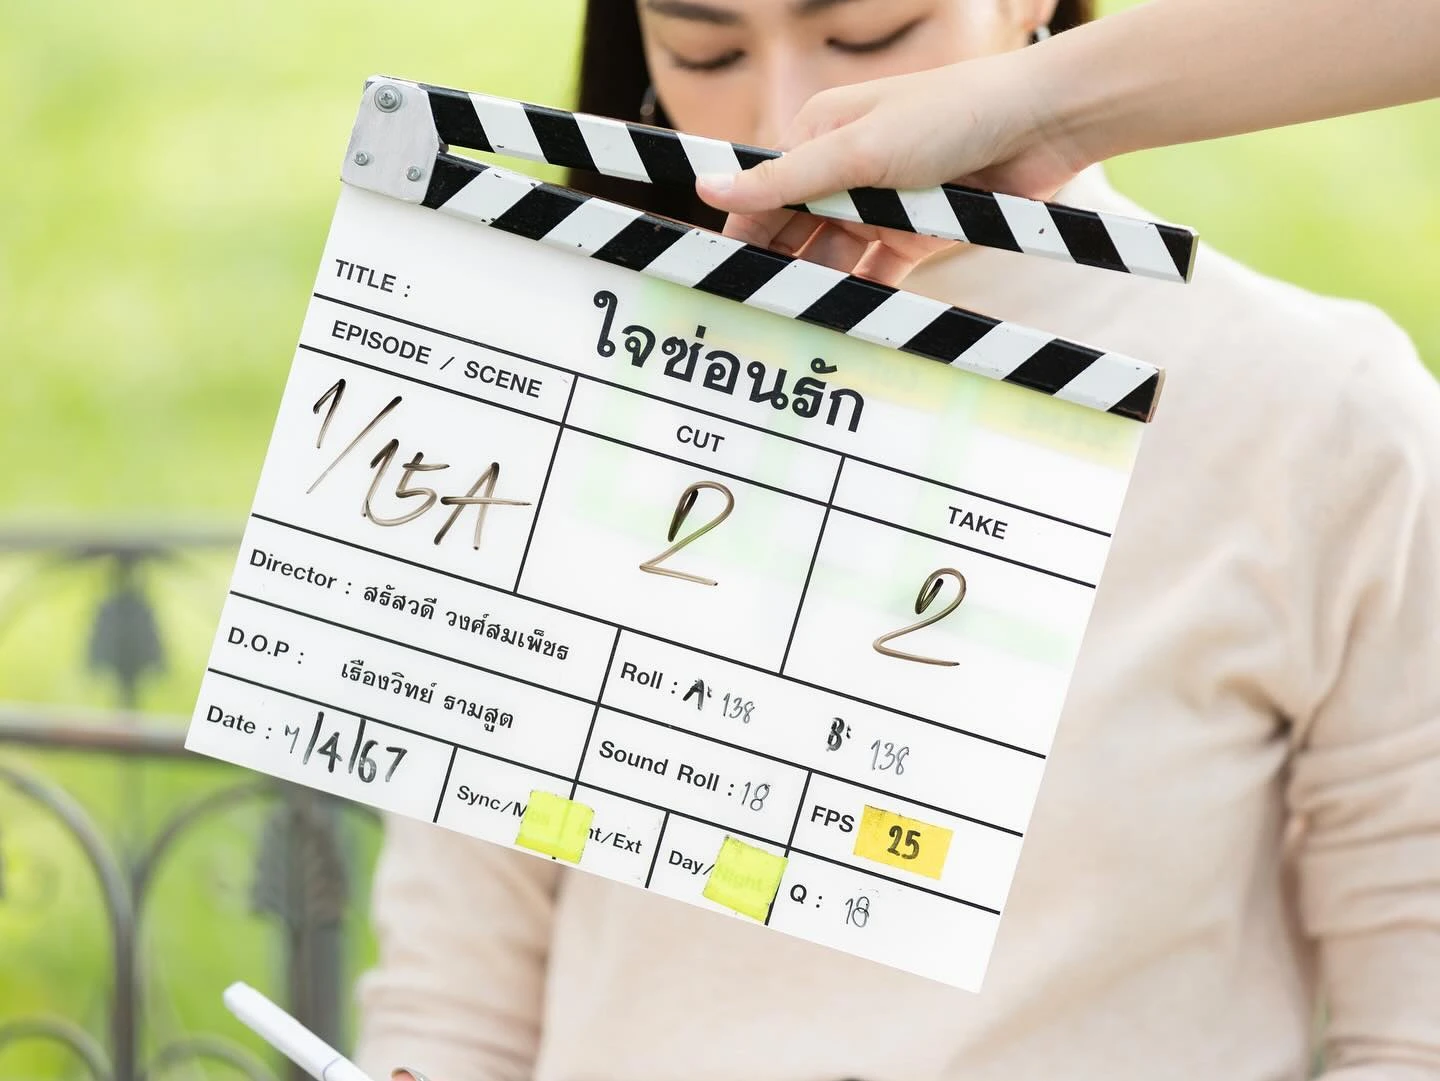 TITLE :
ใจซ่อนรัก
EPISODE / SCENE
CUT
TAKE
1/15A
2
2
Director : สรัสวดี วงศ์สมเพ็ชร
D.O.P : เรืองวิทย์ รามสูต
Roll : A: 138 B: 138
Date : 4/67
Sound Roll : 18
FPS 25
Sync/
nt/Ext
Day/Night
Q : 18